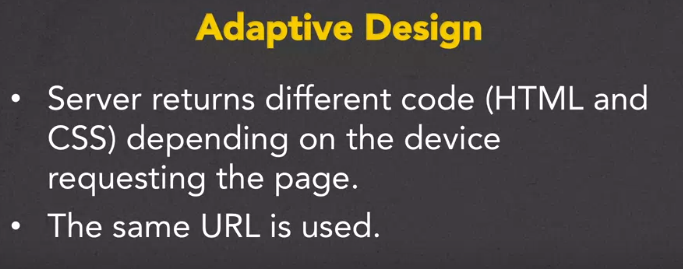 Adaptive Design
• Server returns different code (HTML and
CSS) depending on the device
requesting the page.
• The same URL is used.